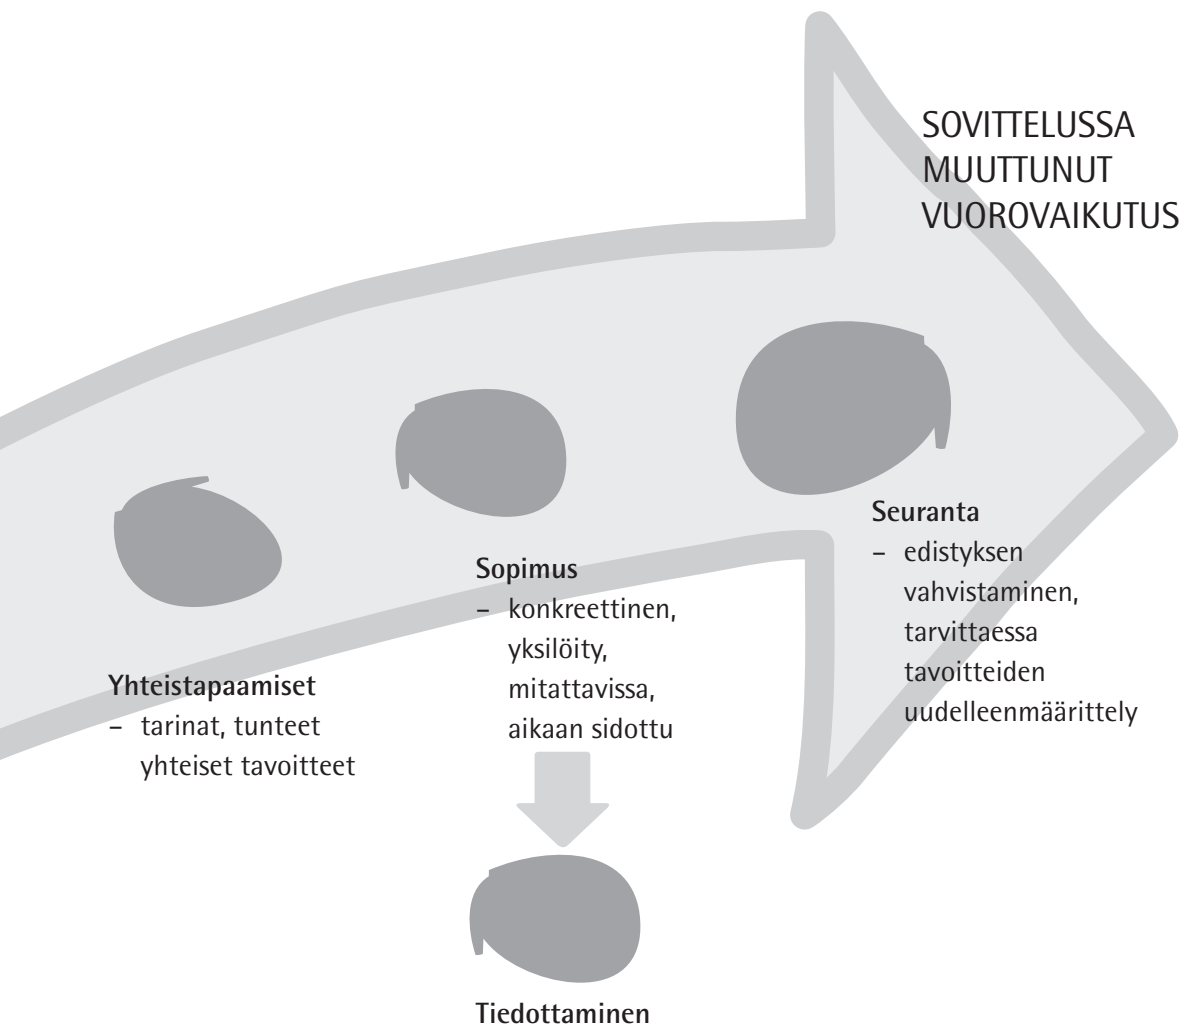 SOVITTELUSSA
MUUTTUNUT
VUOROVAIKUTUS
Yhteistapaamiset
– tarinat, tunteet
yhteiset tavoitteet
Sopimus
– konkreettinen,
yksilöity,
mitattavissa,
aikaan sidottu
Tiedottaminen
Seuranta
– edistyksen
vahvistaminen,
tarvittaessa
tavoitteiden
uudelleenmäärittely